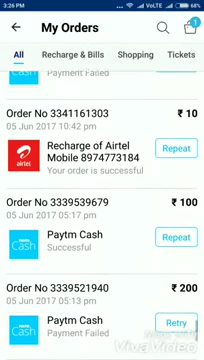 3:26 PM
VoLTE
68%
My Orders
1
All Recharge & Bills Shopping Tickets
Payment Failed
Order No 3341161303 ₹ 10
05 Jun 2017 10:42 pm
airtel
Recharge of Airtel
Mobile 8974773184
Repeat
Your order is successful
Order No 3339539679 ₹ 100
05 Jun 2017 05:17 pm
Cash
Paytm Cash
Repeat
Successful
Order No 3339521940 ₹ 200
05 Jun 2017 05:13 pm
Cash
Paytm Cash
Retry
Payment Failed
VivaVideo